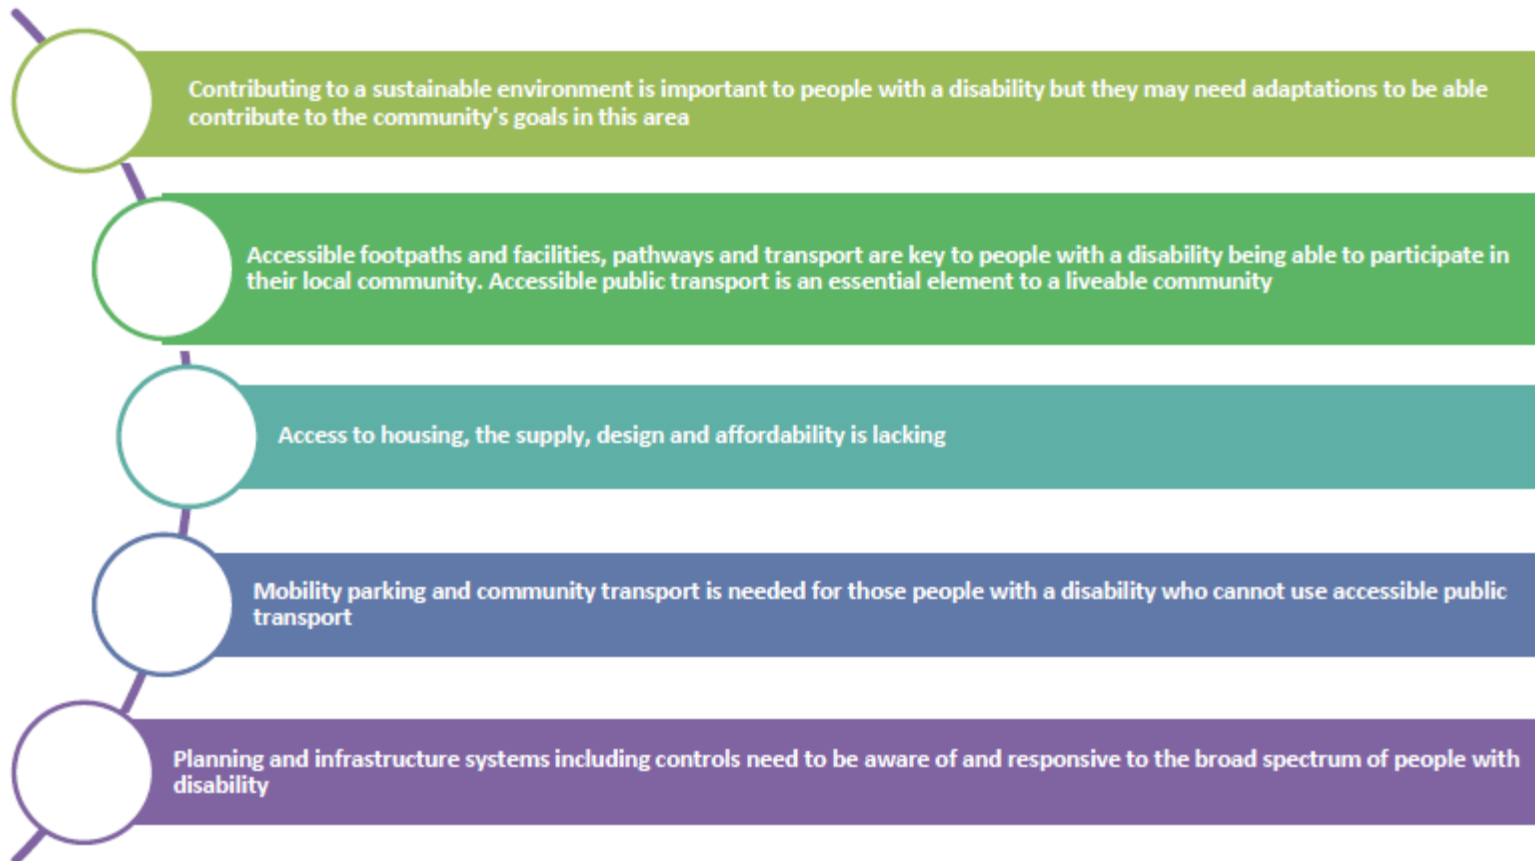 Contributing to a sustainable environment is important to people with a disability but they may need adaptations to be able
contribute to the community's goals in this area
Accessible footpaths and facilities, pathways and transport are key to people with a disability being able to participate in
their local community. Accessible public transport is an essential element to a liveable community
Access to housing, the supply, design and affordability is lacking
Mobility parking and community transport is needed for those people with a disability who cannot use accessible public
transport
Planning and infrastructure systems including controls need to be aware of and responsive to the broad spectrum of people with
disability